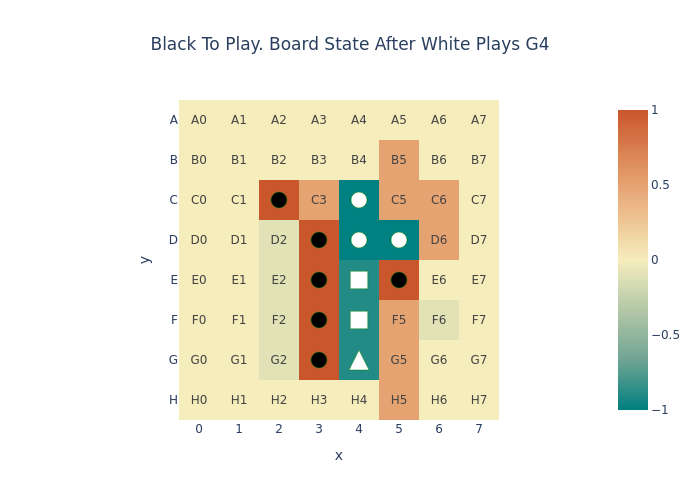 Black To Play. Board State After White Plays G4
A A0 A1 A2 A3 A4 A5 A6 A7
B B0 B1 B2 B3 B4 B5 B6 B7
C C0 C1 C3 C5 C6 C7
D D0 D1 D2 D6 D7
E E0 E1 E2 E6 E7
F F0 F1 F2 F5 F6 F7
G G0 G1 G2 G5 G6 G7
H H0 H1 H2 H3 H4 H5 H6 H7
0 1 2 3 4 5 6 7
x
y
1
0.5
0
−0.5
−1